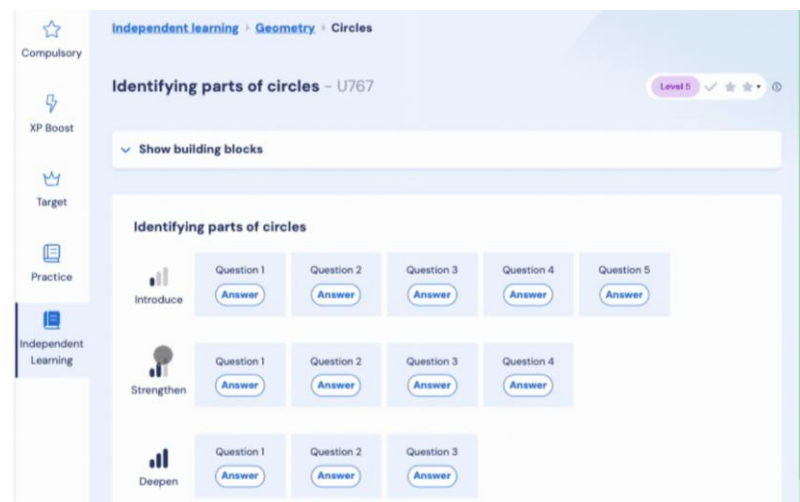 Compulsory
XP Boost
Target
Practice
Independent
Learning
Independent learning › Geometry › Circles
Identifying parts of circles – U767
Level 5
Show building blocks
Identifying parts of circles
Introduce
Question 1
Answer
Question 2
Answer
Question 3
Answer
Question 4
Answer
Question 5
Answer
Strengthen
Question 1
Answer
Question 2
Answer
Question 3
Answer
Question 4
Answer
Deepen
Question 1
Answer
Question 2
Answer
Question 3
Answer